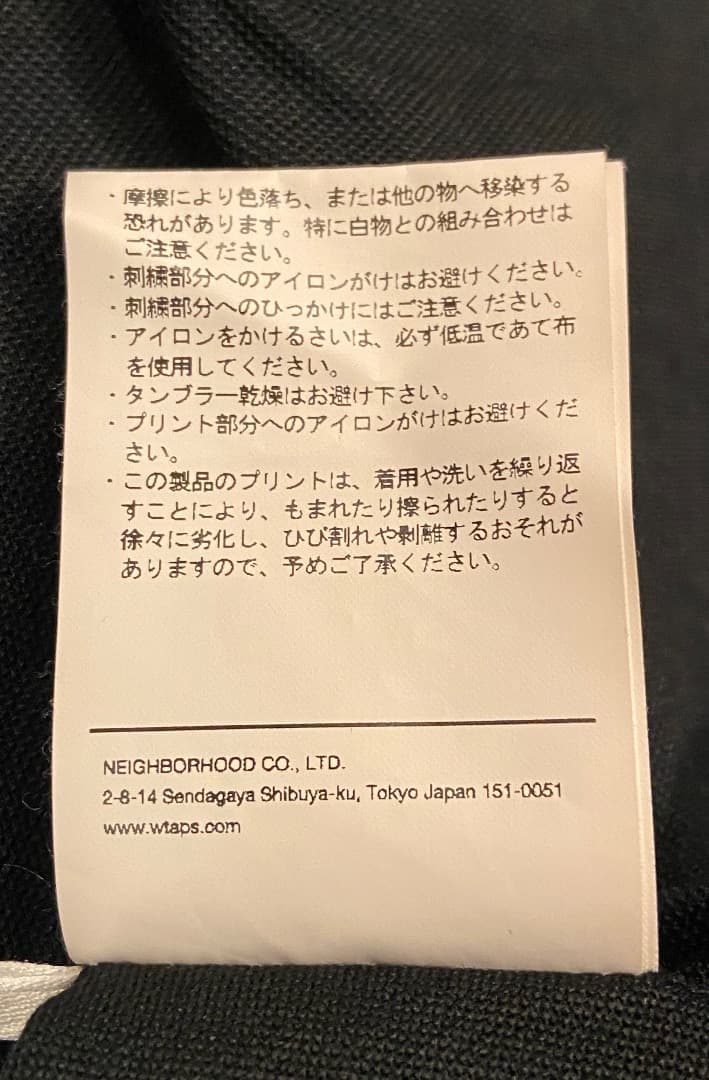 ・摩擦により色落ち、または他の物へ移染する
恐れがあります。特に白物との組み合わせは
ご注意ください。
・刺繍部分へのアイロンがけはお避けください。
・刺繍部分へのひっかけにはご注意ください。
・アイロンをかけるさいは、必ず低温であて布
を使用してください。
・タンブラー乾燥はお避け下さい。
・プリント部分へのアイロンがけはお避けくだ
さい。
・この製品のプリントは、着用や洗いを繰り返
すことにより、もまれたり擦られたりすると
徐々に劣化し、ひび割れや剥離するおそれが
ありますので、予めご了承ください。
NEIGHBORHOOD CO., LTD.
2-8-14 Sendagaya Shibuya-ku, Tokyo Japan 151-0051
www.wtaps.com